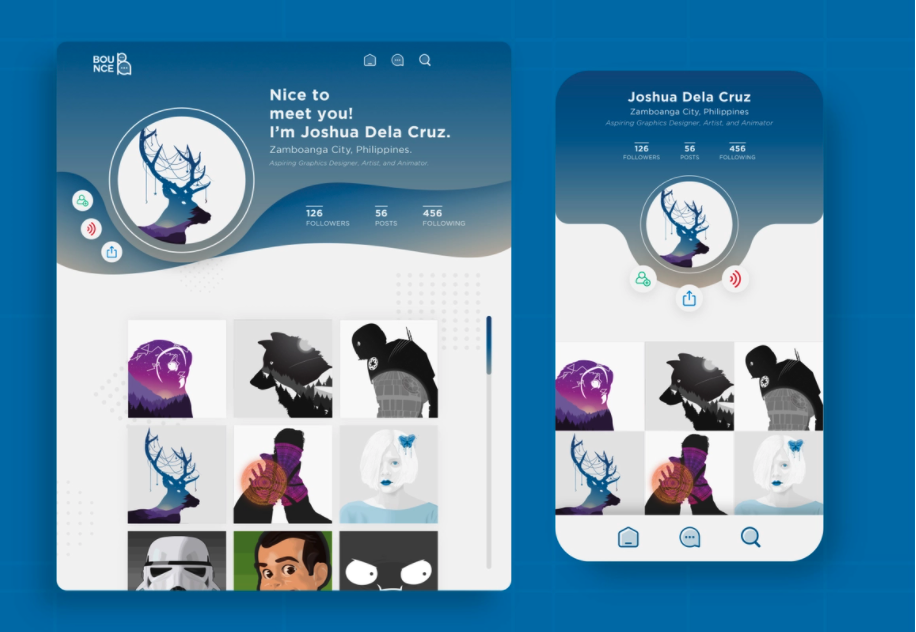 BOU
NCE
Nice to
meet you!
I'm Joshua Dela Cruz.
Zamboanga City, Philippines.
Aspiring Graphics Designer, Artist, and Animator.
126 56 456
FOLLOWERS POSTS FOLLOWING
Joshua Dela Cruz
Zamboanga City, Philippines
Aspiring Graphics Designer, Artist, and Animator
126 56 456
FOLLOWERS POSTS FOLLOWING